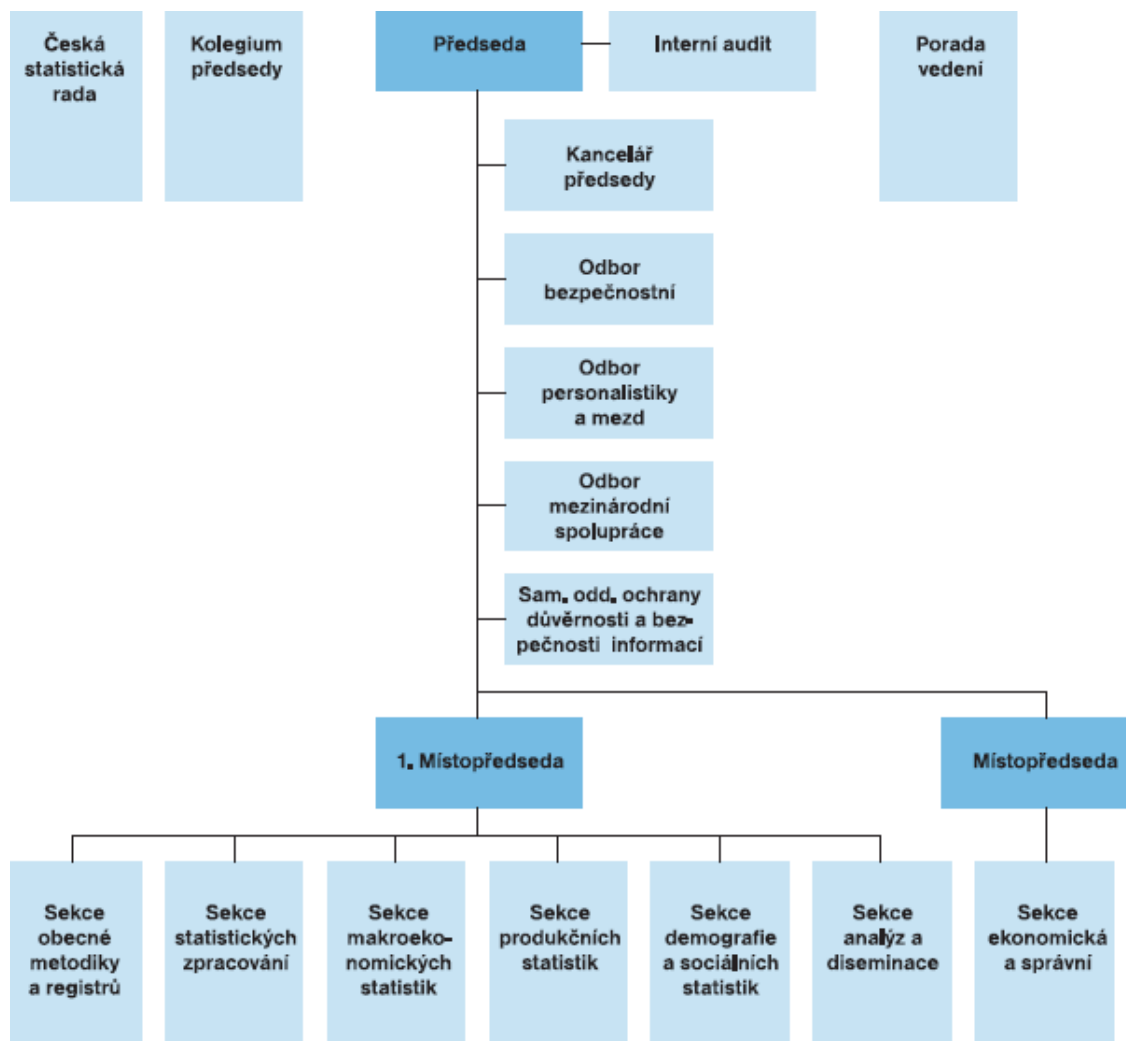 Česká
statistická
rada
Kolegium
předsedy
Předseda
Interní audit
Porada
vedení
Kancelář
předsedy
Odbor
bezpečnostní
Odbor
personalistiky
a mezd
Odbor
mezinárodní
spolupráce
Sam. odd. ochrany
důvěrnosti a bez-
pečnosti informací
1. Místopředseda
Místopředseda
Sekce
obecné
metodiky
a registrů
Sekce
statistických
zpracování
Sekce
makroeko-
nomických
statistik
Sekce
produkčních
statistik
Sekce
demografie
a sociálních
statistik
Sekce
analýz a
diseminace
Sekce
ekonomická
a správní